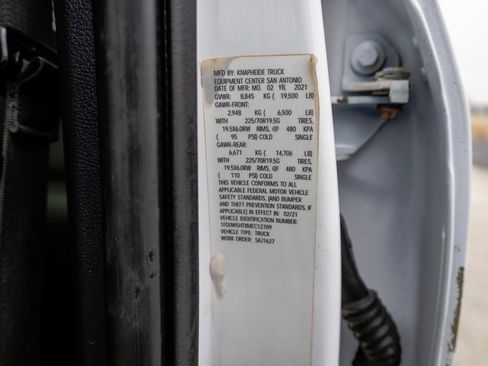 MFD BY: KNAPHEIDE TRUCK
EQUIPMENT CENTER SAN ANTONIO
DATE OF MFR: MO. 02 YR. 2021
GVWR: 8,845 KG ( 19,500 LB)
GAWR-FRONT:
2,948 KG ( 6,500 LB)
WITH 225/70R19.5G TIRES,
19.5X6.0RW RIMS, @ 480 KPA
( 95 PSI) COLD SINGLE
GAWR-REAR:
6,671 KG ( 14,706 LB)
WITH 225/70R19.5G TIRES,
19.5X6.0RW RIMS, @ 480 KPA
( 110 PSI) COLD SINGLE
THIS VEHICLE CONFORMS TO ALL
APPLICABLE FEDERAL MOTOR VEHICLE
SAFETY STANDARDS, [AND BUMPER
AND THEFT PREVENTION STANDARDS, IF
APPLICABLE] IN EFFECT IN: 02/21
VEHICLE IDENTIFICATION NUMBER:
1FD0W5HTXMEC12709
VEHICLE TYPE: TRUCK
WORK ORDER: SAJ1627